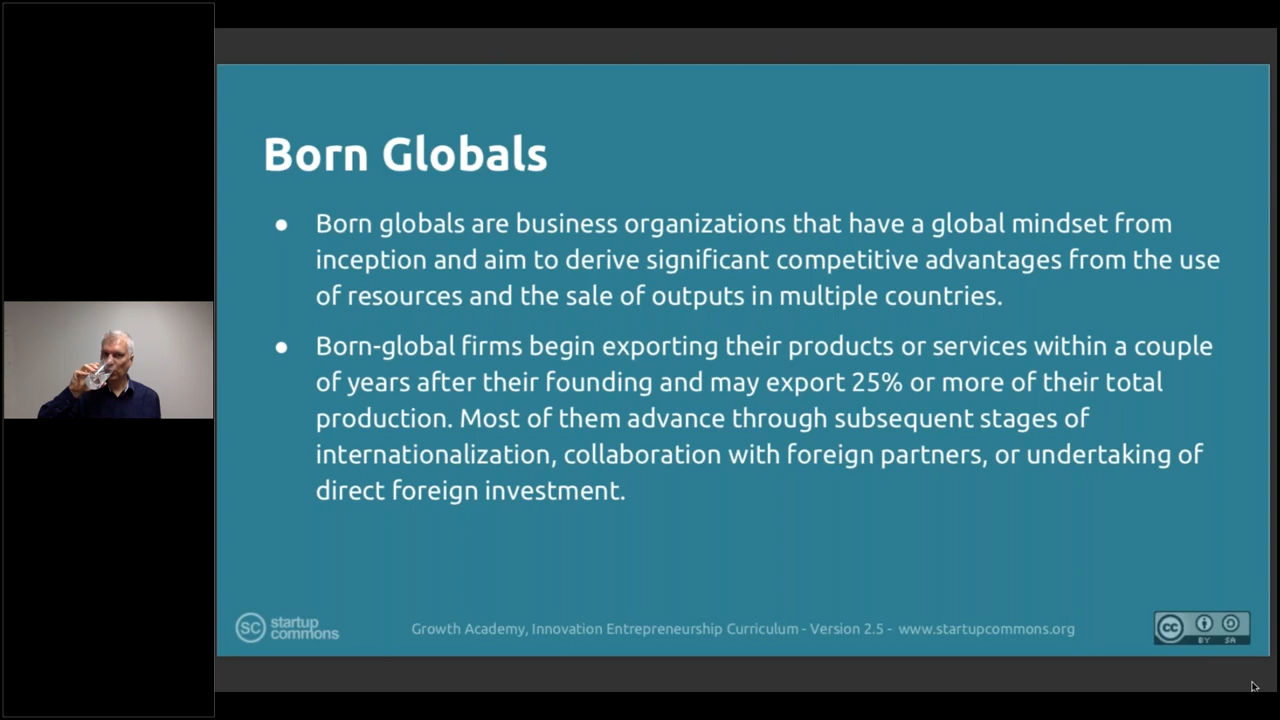 Born Globals
● Born globals are business organizations that have a global mindset from
inception and aim to derive significant competitive advantages from the use
of resources and the sale of outputs in multiple countries.
● Born-global firms begin exporting their products or services within a couple
of years after their founding and may export 25% or more of their total
production. Most of them advance through subsequent stages of
internationalization, collaboration with foreign partners, or undertaking of
direct foreign investment.
SC startup
commons
Growth Academy, Innovation Entrepreneurship Curriculum - Version 2.5 - www.startupcommons.org
cc
BY SA